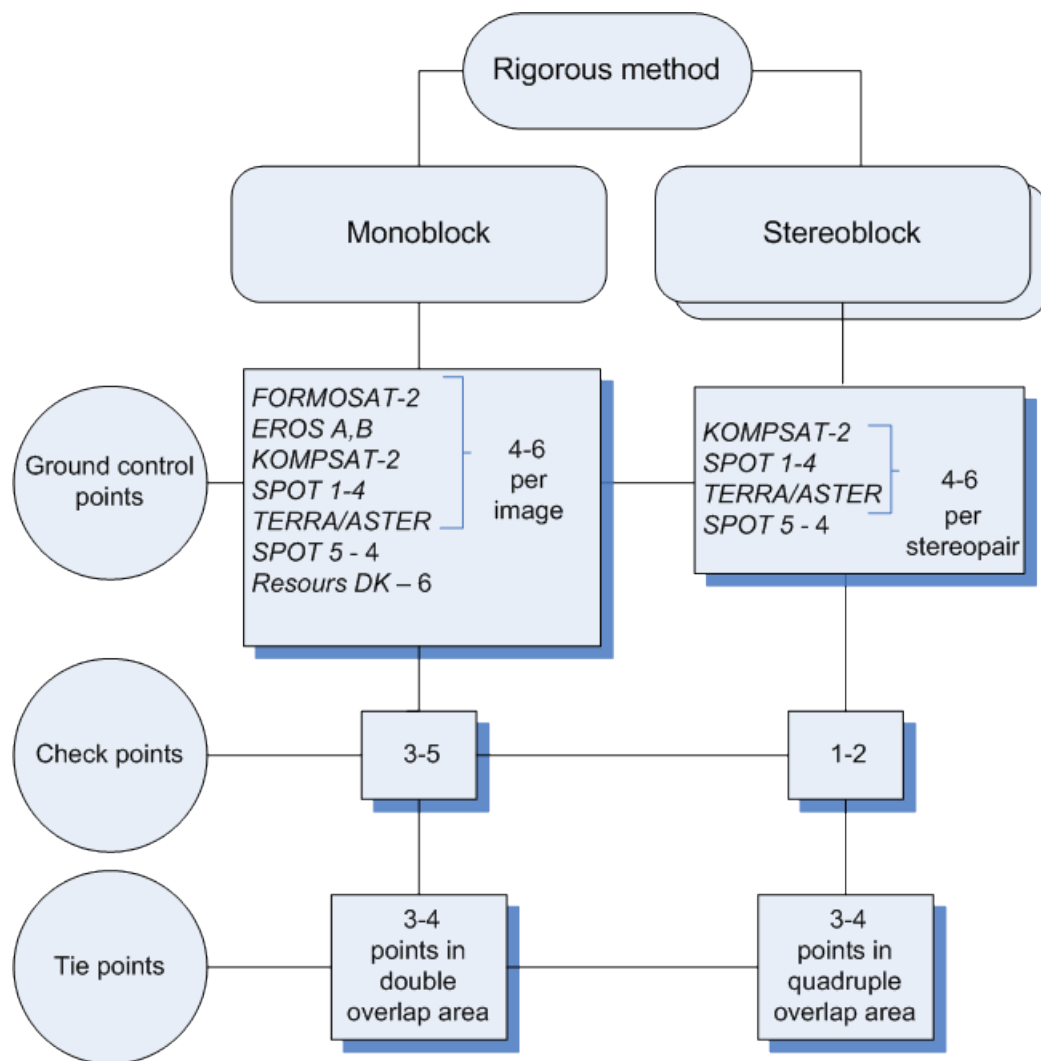 Rigorous method
Monoblock
Stereoblock
Ground control
points
FORMOSAT-2
EROS A,B
KOMPSAT-2
SPOT 1-4
TERRA/ASTER
SPOT 5 - 4
Resours DK – 6
4-6
per
image
KOMPSAT-2
SPOT 1-4
TERRA/ASTER
SPOT 5 - 4
4-6
per
stereopair
Check points
3-5
1-2
Tie points
3-4
points in
double
overlap area
3-4
points in
quadruple
overlap area